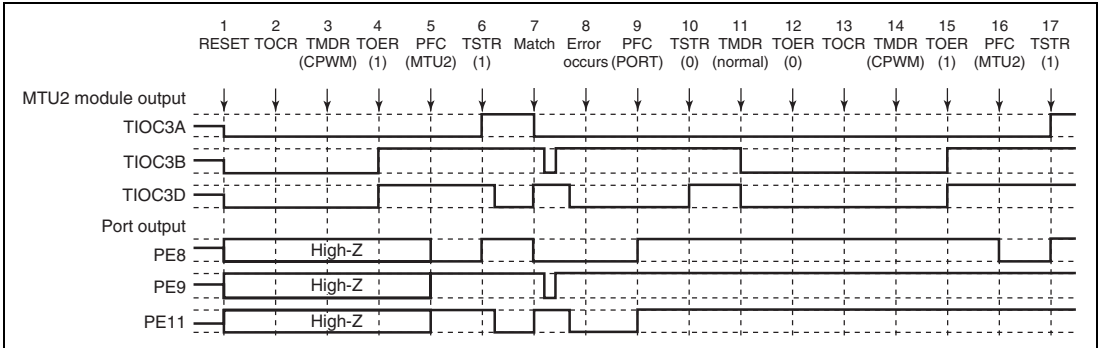 1 2 3 4 5 6 7 8 9 10 11 12 13 14 15 16 17
RESET TOCR TMDR TOER PFC TSTR Match Error PFC TSTR TMDR TOER TOCR TMDR TOER PFC TSTR
(CPWM) (1) (MTU2) (1) occurs (PORT) (0) (normal) (0) (CPWM) (1) (MTU2) (1)
MTU2 module output
TIOC3A
TIOC3B
TIOC3D
Port output
PE8 High-Z
PE9 High-Z
PE11 High-Z